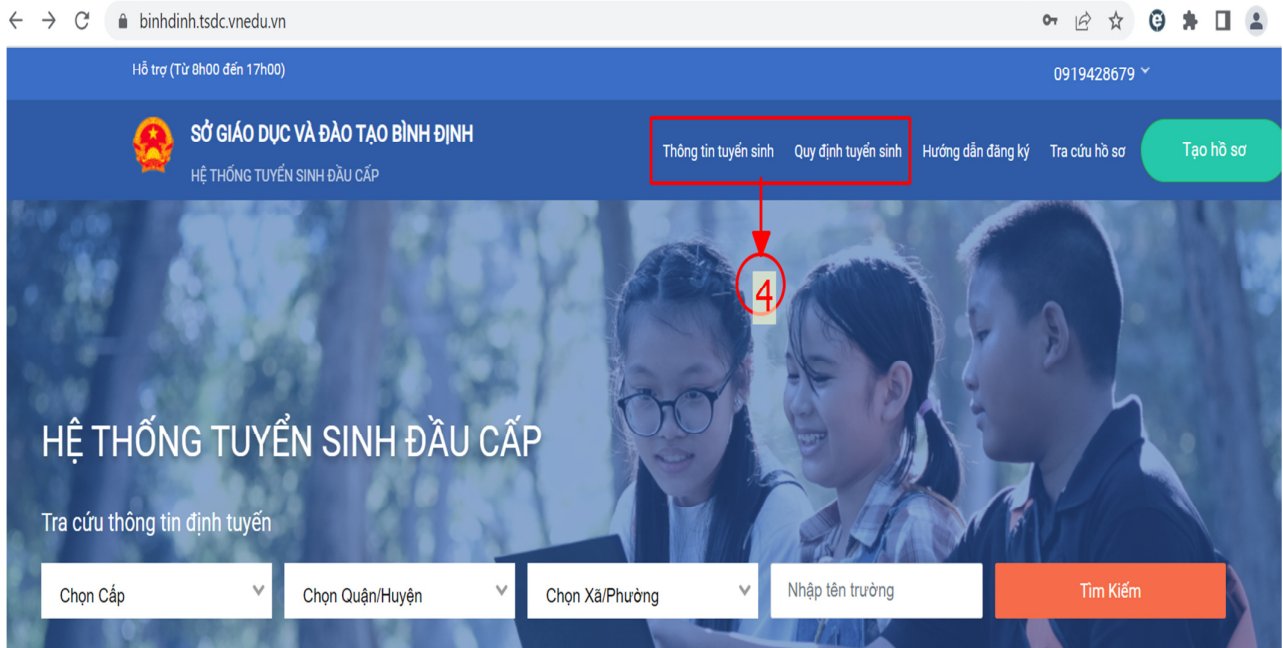 binhdinh.tsdc.vnedu.vn
Hỗ trợ (Từ 8h00 đến 17h00)
0919428679
SỞ GIÁO DỤC VÀ ĐÀO TẠO BÌNH ĐỊNH
HỆ THỐNG TUYỂN SINH ĐẦU CẤP
Thông tin tuyển sinh Quy định tuyển sinh Hướng dẫn đăng ký Tra cứu hồ sơ Tạo hồ sơ
4
HỆ THỐNG TUYỂN SINH ĐẦU CẤP
Tra cứu thông tin định tuyến
Chọn Cấp Chọn Quận/Huyện Chọn Xã/Phường Nhập tên trường Tìm Kiếm